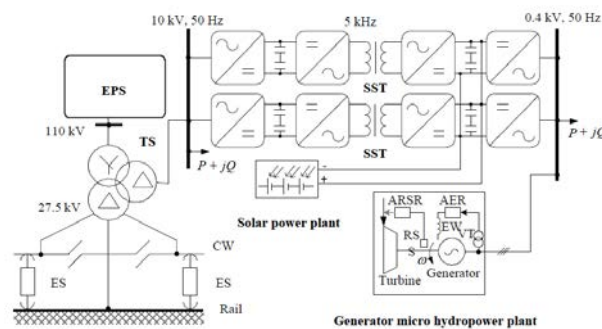 10 kV, 50 Hz
5 kHz
0.4 kV, 50 Hz
EPS
SST
110 kV
TS
P + jQ
SST
P + jQ
-
+
27.5 kV
Solar power plant
ARSR
AER
RS
EW
VT
CW
S
ω
Generator
ES
ES
Turbine
Rail
Generator micro hydropower plant